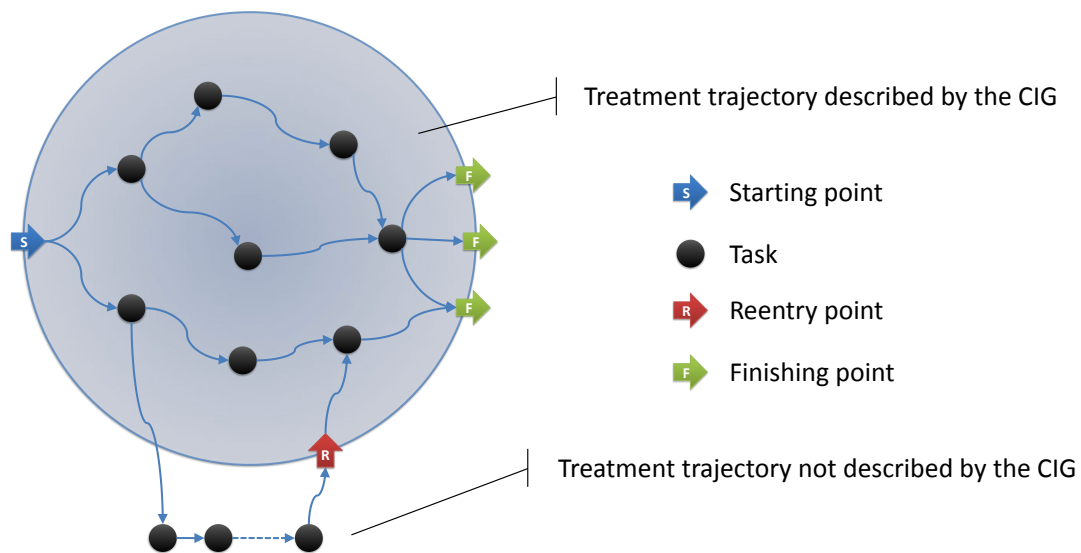 Treatment trajectory described by the CIG
F
S
Starting point
S
F
Task
F
R
Reentry point
F
Finishing point
R
Treatment trajectory not described by the CIG